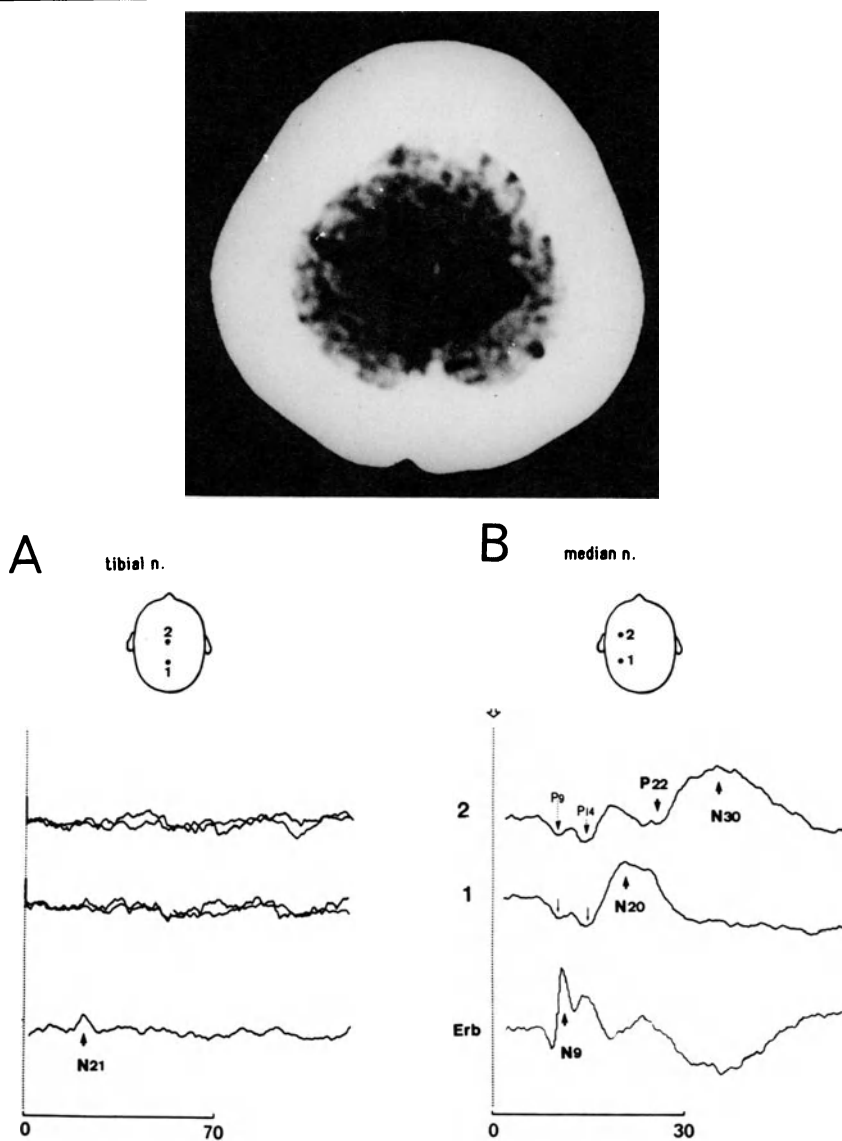 A
tibial n.
2
1
N21
0 70
B
median n.
2
1
2
P9
P14
P22
N30
1
N20
Erb
N9
0 30